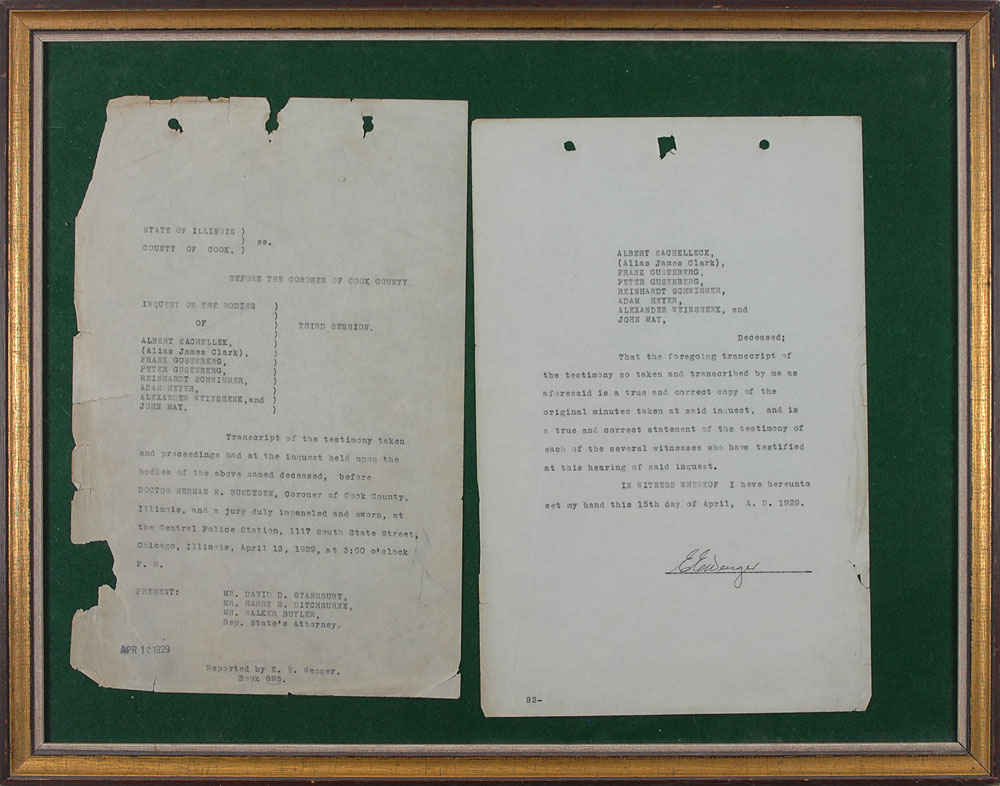 STATE OF ILLINOIS )
) ss.
COUNTY OF COOK. )
BEFORE THE CORONER OF COOK COUNTY.
INQUEST ON THE BODIES )
OF
THIRD SESSION.
ALBERT KACHELLEK,
(Alias James Clark),
FRANK GUSENBERG,
PETER GUSENBERG,
REINHARDT SCHWIMMER,
ADAM HEYER,
ALEXANDER WEINSHENK, and
JOHN MAY. )
Transcript of the testimony taken
and proceedings had at the inquest held upon the
bodies of the above named deceased, before
DOCTOR HERMAN N. BUNDESEN, Coroner of Cook County,
Illinois, and a jury duly impaneled and sworn, at
the Central Police Station, 1117 South State Street,
Chicago, Illinois, April 13, 1929, at 3:00 o'clock
P. M.
PRESENT: MR. DAVID D. STANSBURY,
MR. HARRY S. DITCHBURNE,
MR. WALKER BUTLER,
Rep. State's Attorney.
APR 1 1929
Reported by E. E. Wenger.
Book 695.
ALBERT KACHELLECK,
(Alias James Clark),
FRANK GUSENBERG,
PETER GUSENBERG,
REINHARDT SCHWIMMER,
ADAM HEYER,
ALEXANDER WEINSHENK, and
JOHN MAY,
Deceased;
That the foregoing transcript of
the testimony so taken and transcribed by me as
aforesaid is a true and correct copy of the
original minutes taken at said inquest, and is
a true and correct statement of the testimony of
each of the several witnesses who have testified
at this hearing of said inquest.
IN WITNESS WHEREOF I have hereunto
set my hand this 15th day of April, A. D. 1929.
E E Wenger
82-